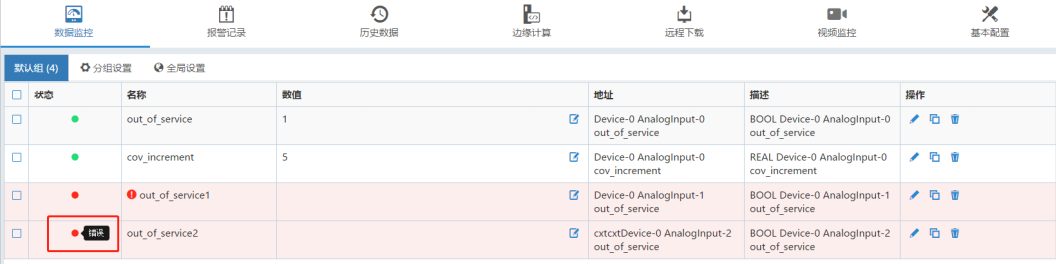 数据监控 报警记录 历史数据 边缘计算 远程下载 视频监控 基本配置
默认组 (4) 分组设置 全局设置
状态 名称 数值 地址 描述 操作
out_of_service 1 Device-0 AnalogInput-0 BOOL Device-0 AnalogInput-0
out_of_service out_of_service
cov_increment 5 Device-0 AnalogInput-0 REAL Device-0 AnalogInput-0
cov_increment cov_increment
out_of_service1 Device-0 AnalogInput-1 BOOL Device-0 AnalogInput-1
out_of_service out_of_service
错误 out_of_service2 cxtcxtDevice-0 AnalogInput-2 BOOL Device-0 AnalogInput-2
out_of_service out_of_service